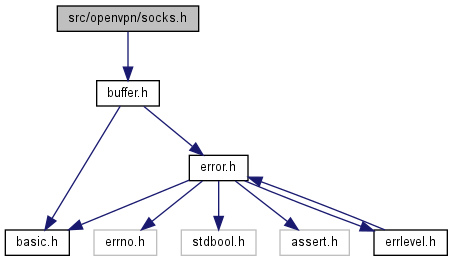 src/openvpn/socks.h
buffer.h
error.h
basic.h
errno.h
stdbool.h
assert.h
errlevel.h